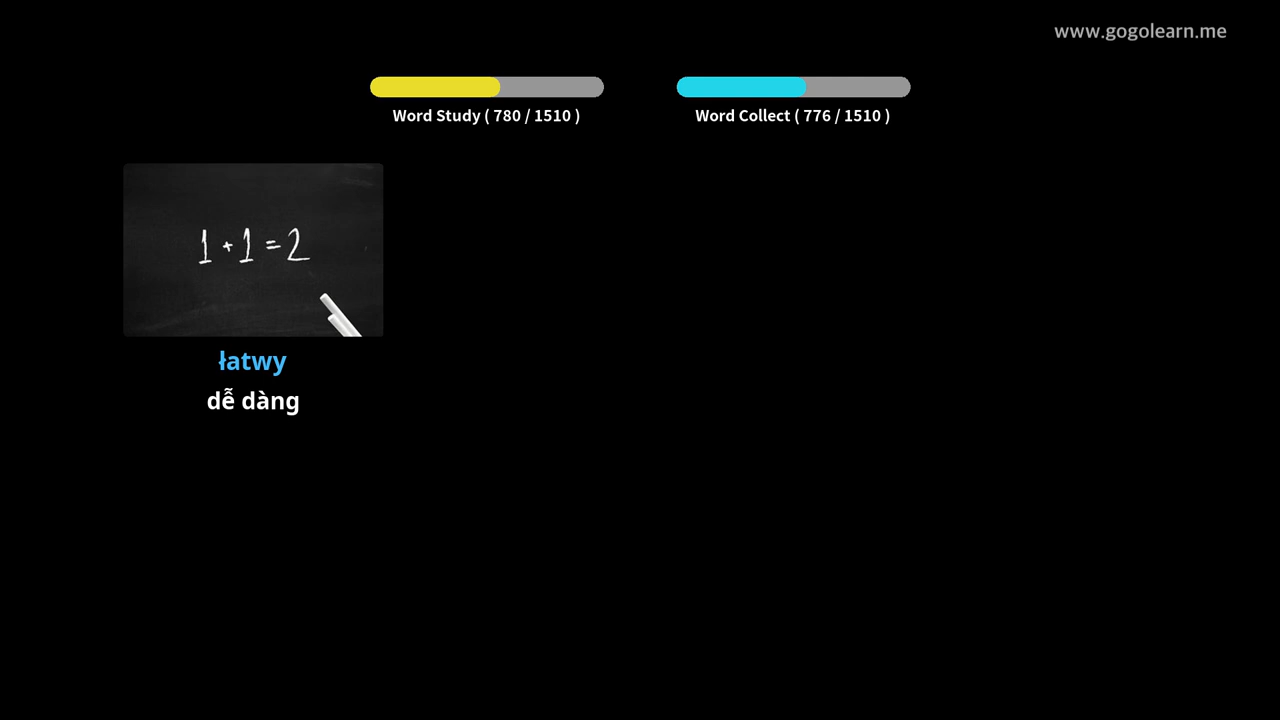 www.gogolearn.me
Word Study ( 780 / 1510 )
Word Collect ( 776 / 1510 )
1 + 1 = 2
łatwy
dễ dàng